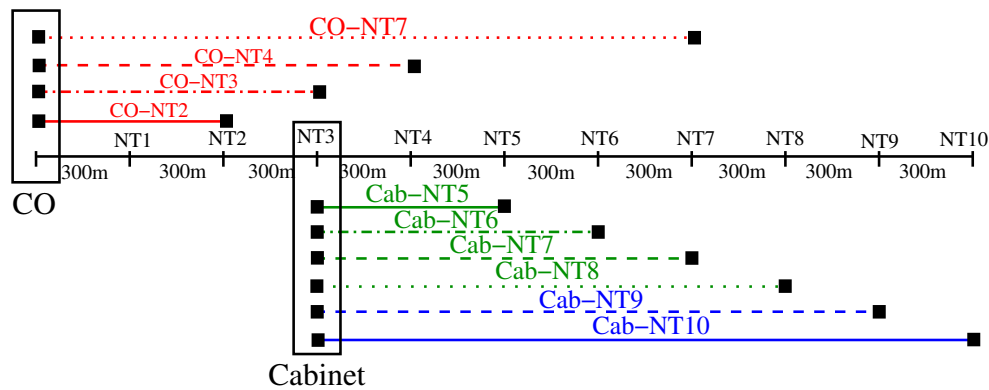 CO–NT7
CO–NT4
CO–NT3
CO–NT2
NT1 NT2 NT3 NT4 NT5 NT6 NT7 NT8 NT9 NT10
300m 300m 300m 300m 300m 300m 300m 300m 300m 300m
CO
Cab–NT5
Cab–NT6
Cab–NT7
Cab–NT8
Cab–NT9
Cab–NT10
Cabinet